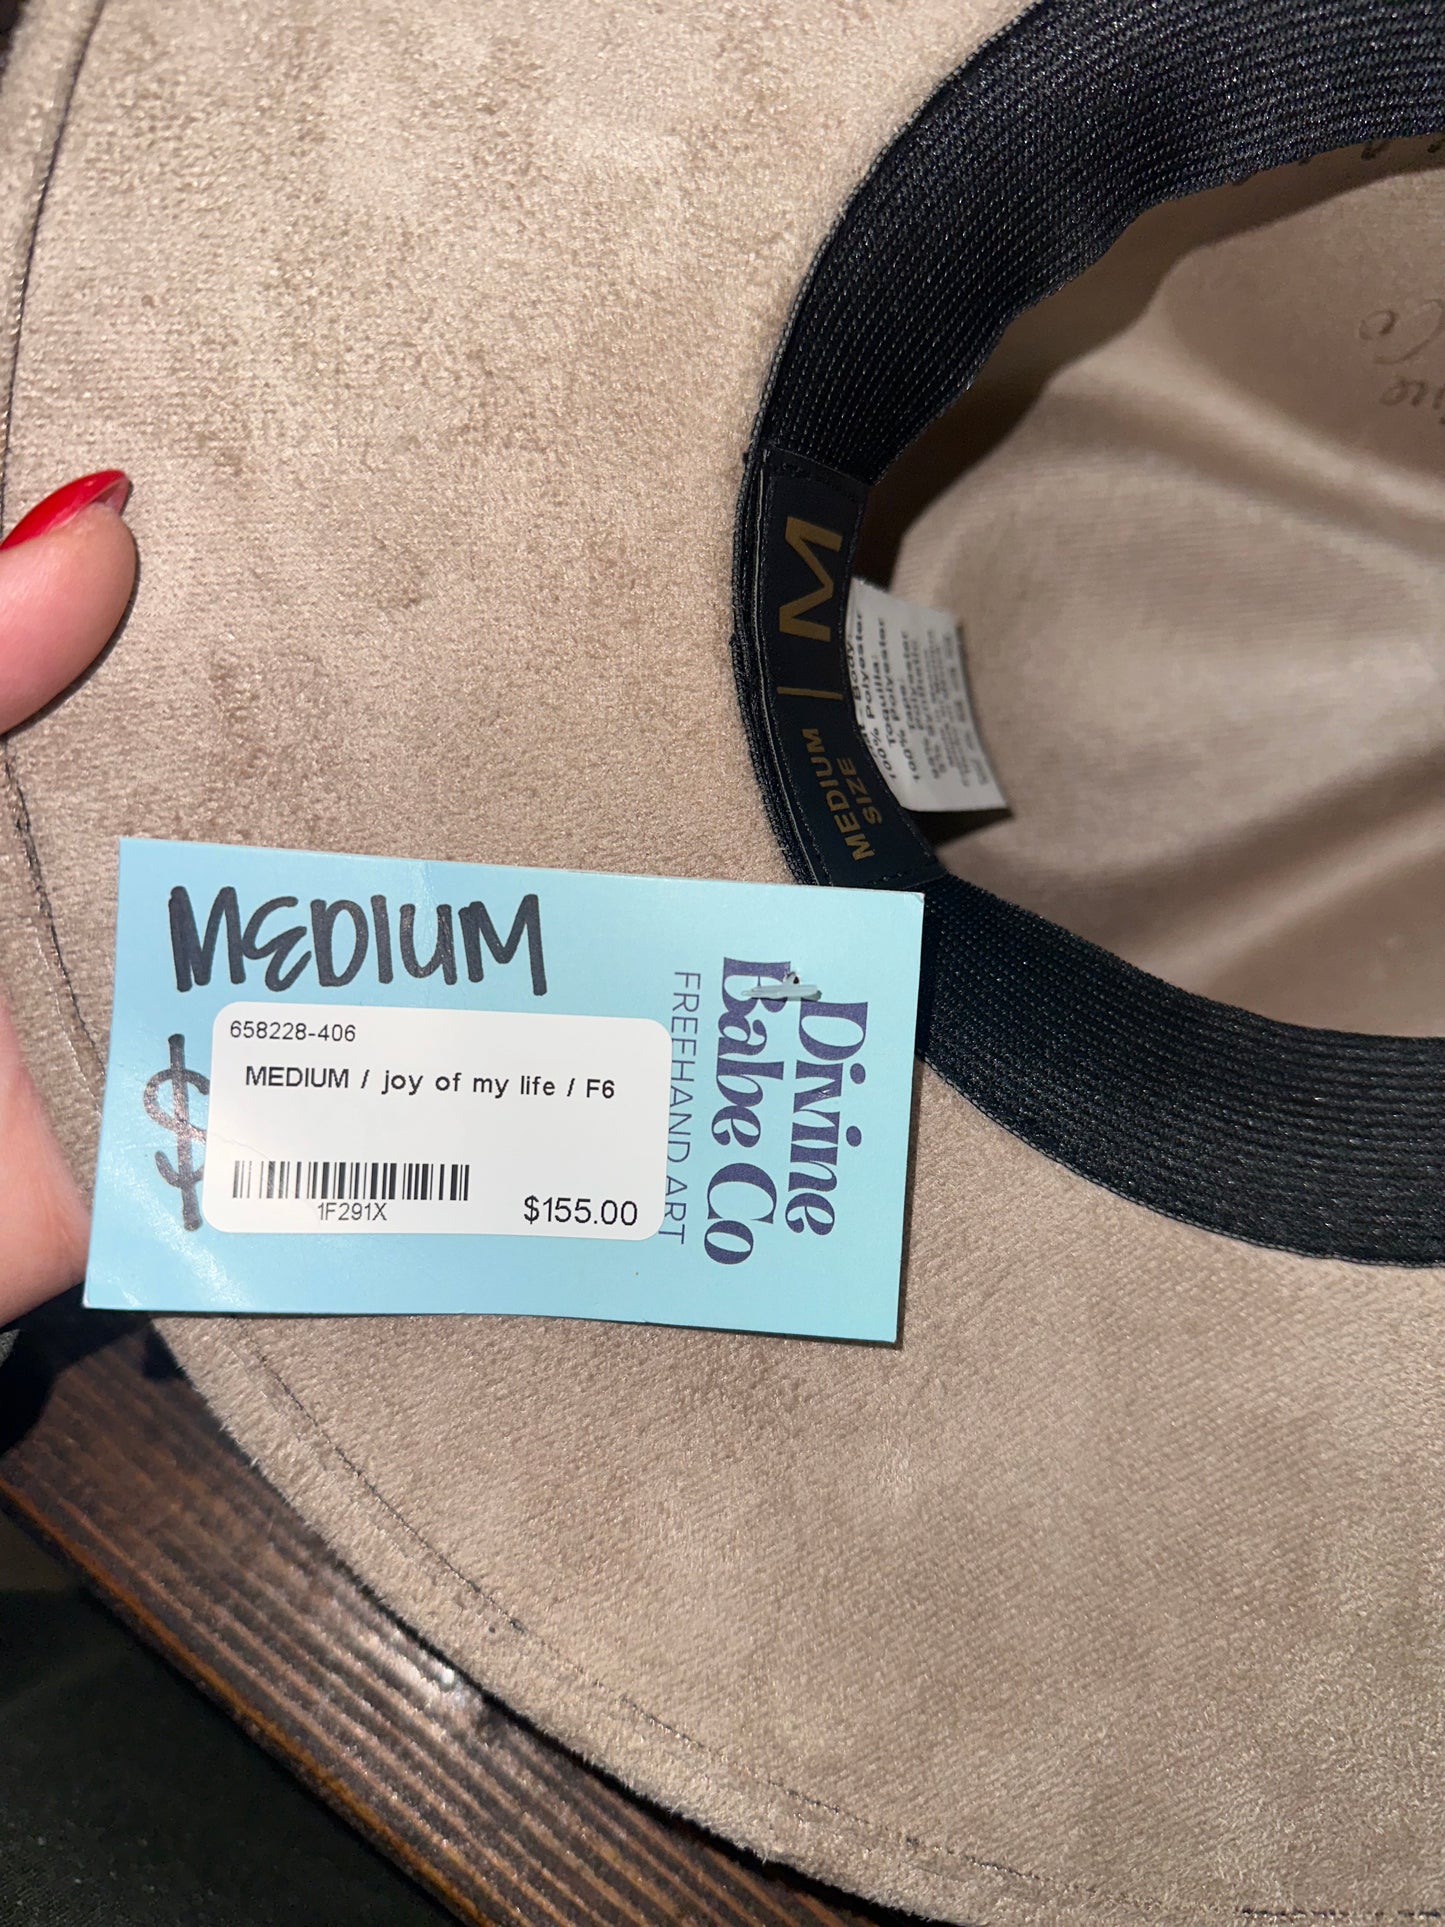 M
MEDIUM
SIZE
100% Polyester
MEDIUM
$
658228-406
MEDIUM / joy of my life / F6
1F291X
$155.00
Divine
Babe Co
FREEHAND ART